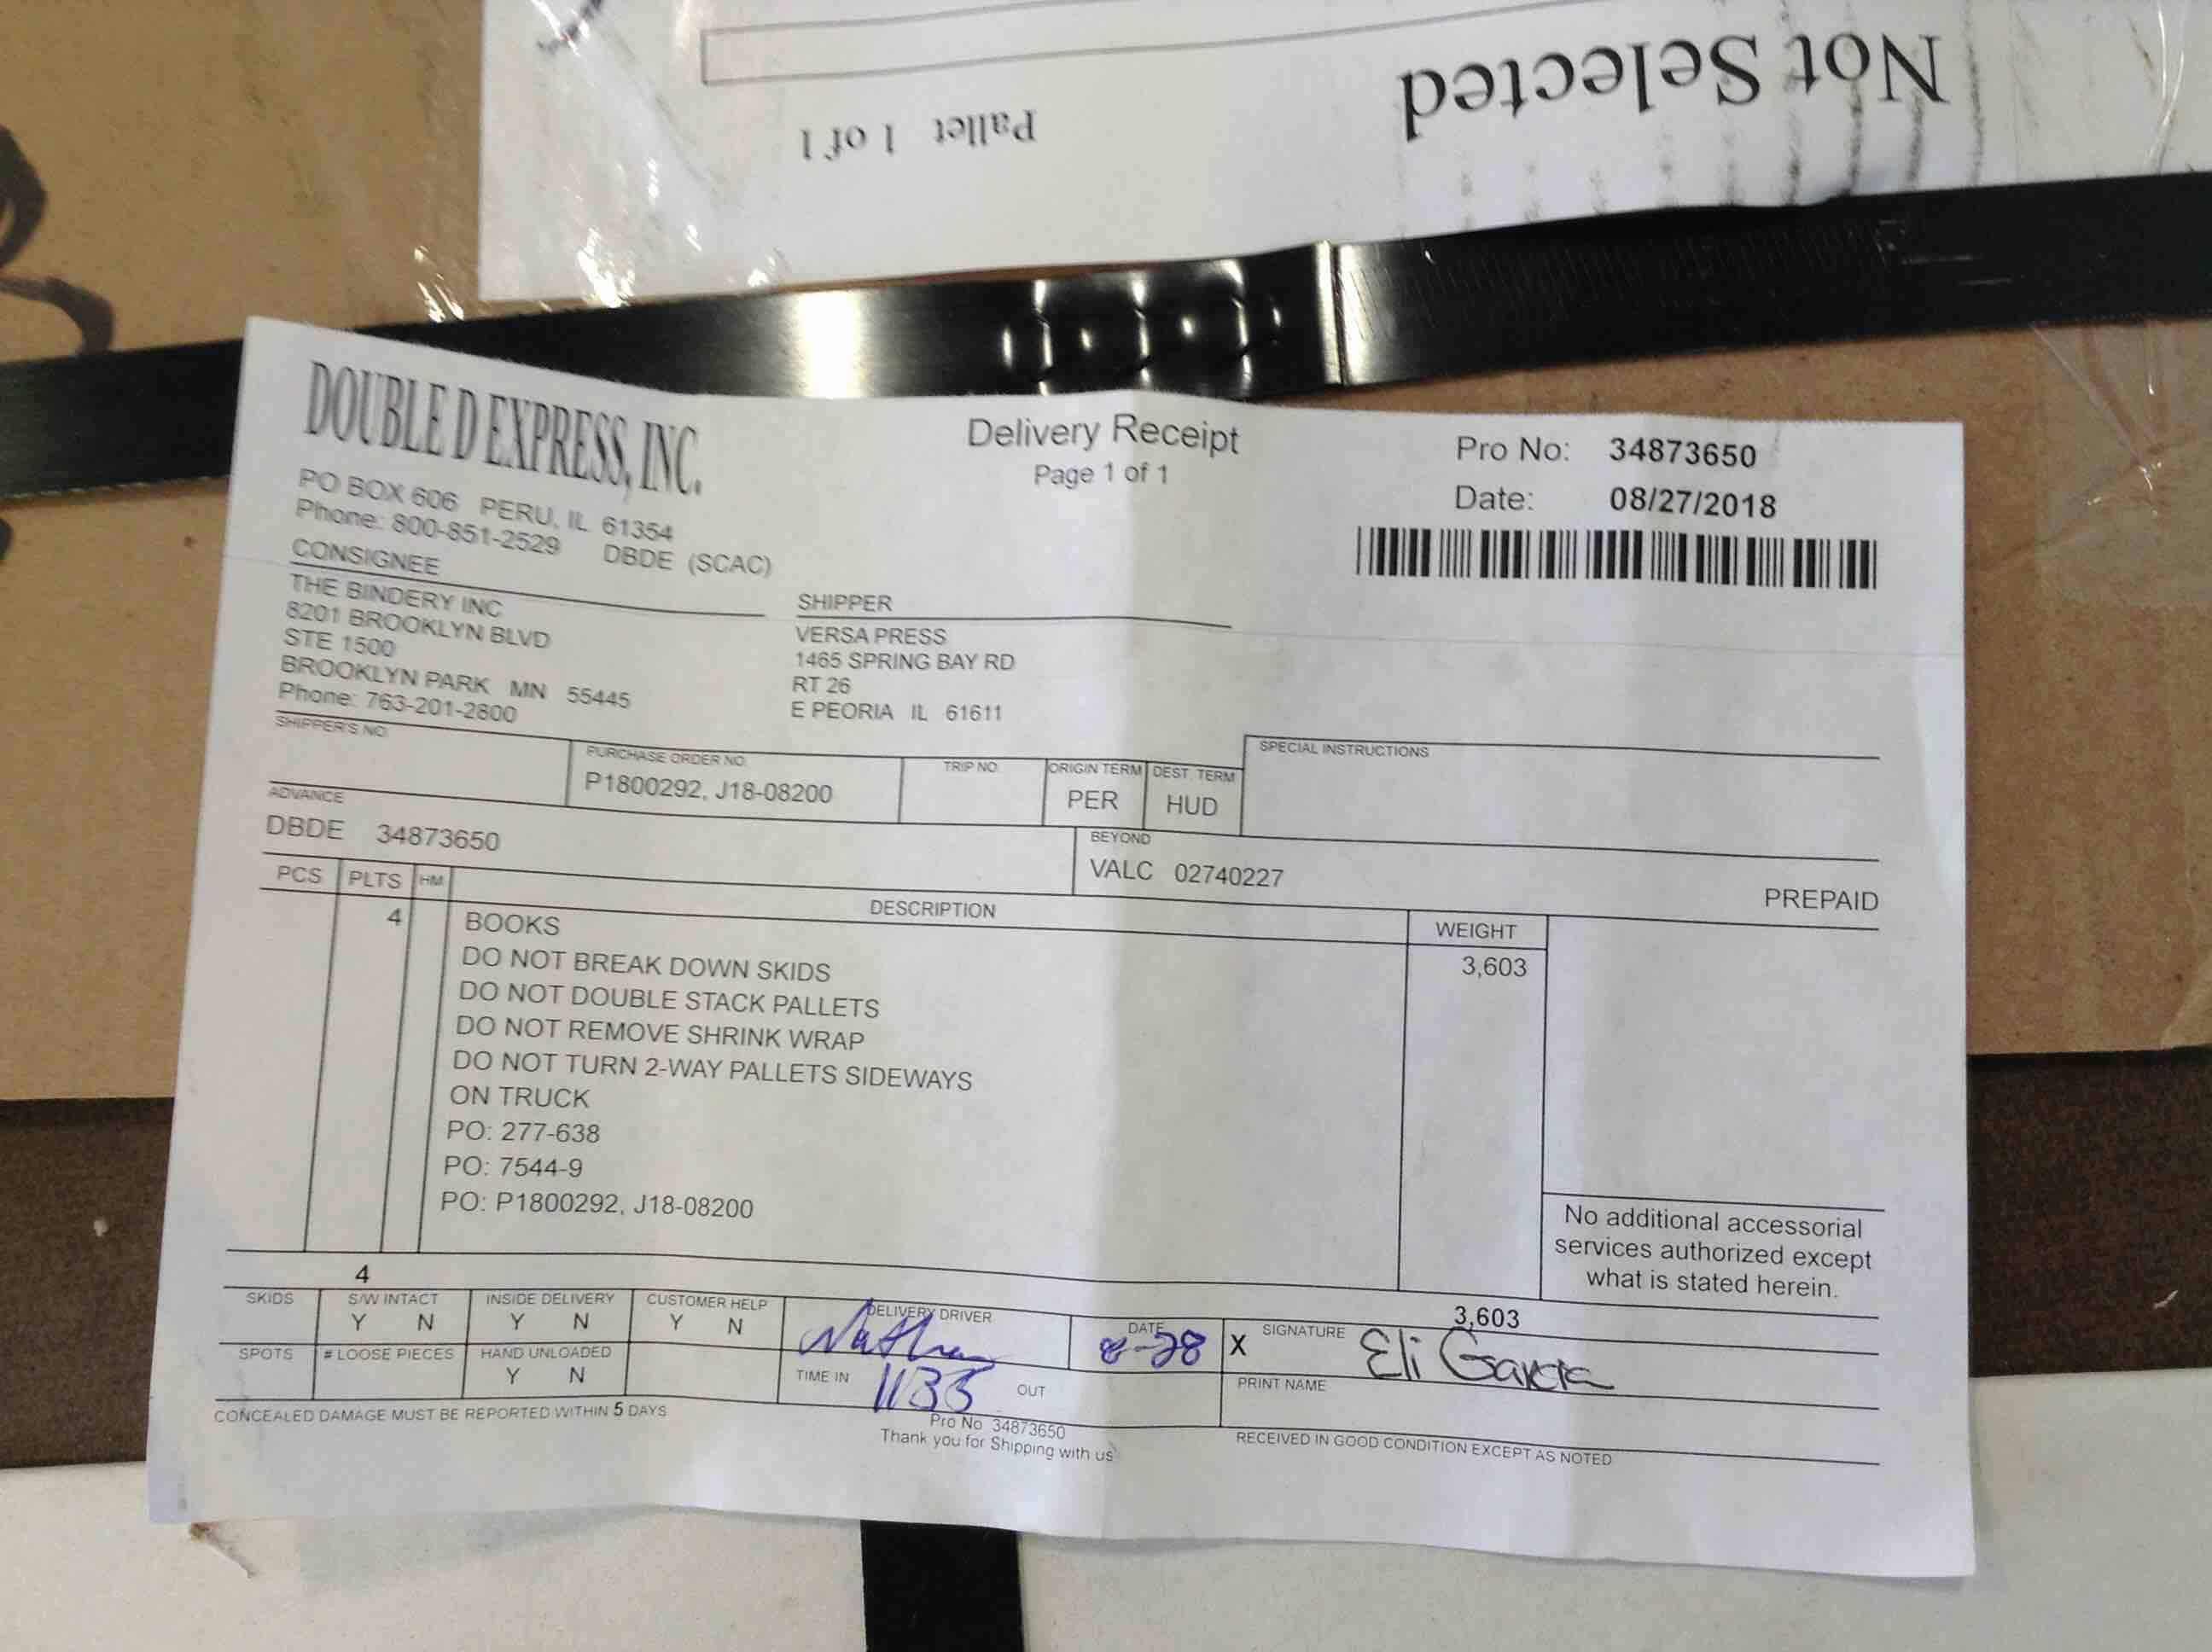 Not Selected
Pallet 1 of 1
DOUBLE D EXPRESS, INC.
PO BOX 606 PERU, IL 61354
Phone: 800-851-2529 DBDE (SCAC)
Delivery Receipt
Page 1 of 1
Pro No: 34873650
Date: 08/27/2018
CONSIGNEE
THE BINDERY INC
8201 BROOKLYN BLVD
STE 1500
BROOKLYN PARK MN 55445
Phone: 763-201-2800
SHIPPER
VERSA PRESS
1465 SPRING BAY RD
RT 26
E PEORIA IL 61611
SHIPPER'S NO.
PURCHASE ORDER NO.
P1800292, J18-08200
TRIP NO.
ORIGIN TERM
PER
DEST. TERM
HUD
SPECIAL INSTRUCTIONS
ADVANCE
DBDE 34873650
BEYOND
VALC 02740227
PREPAID
PCS PLTS HM DESCRIPTION WEIGHT
4 BOOKS 3,603
DO NOT BREAK DOWN SKIDS
DO NOT DOUBLE STACK PALLETS
DO NOT REMOVE SHRINK WRAP
DO NOT TURN 2-WAY PALLETS SIDEWAYS
ON TRUCK
PO: 277-638
PO: 7544-9
PO: P1800292, J18-08200
No additional accessorial
services authorized except
what is stated herein.
4 3,603
SKIDS
S/W INTACT
Y N
INSIDE DELIVERY
Y N
CUSTOMER HELP
Y N
DELIVERY DRIVER
Nathan
DATE
8-28
X SIGNATURE Eli Garcia
SPOTS
# LOOSE PIECES
HAND UNLOADED
Y N
TIME IN 1135 OUT
PRINT NAME
CONCEALED DAMAGE MUST BE REPORTED WITHIN 5 DAYS
Pro No 34873650
Thank you for Shipping with us
RECEIVED IN GOOD CONDITION EXCEPT AS NOTED